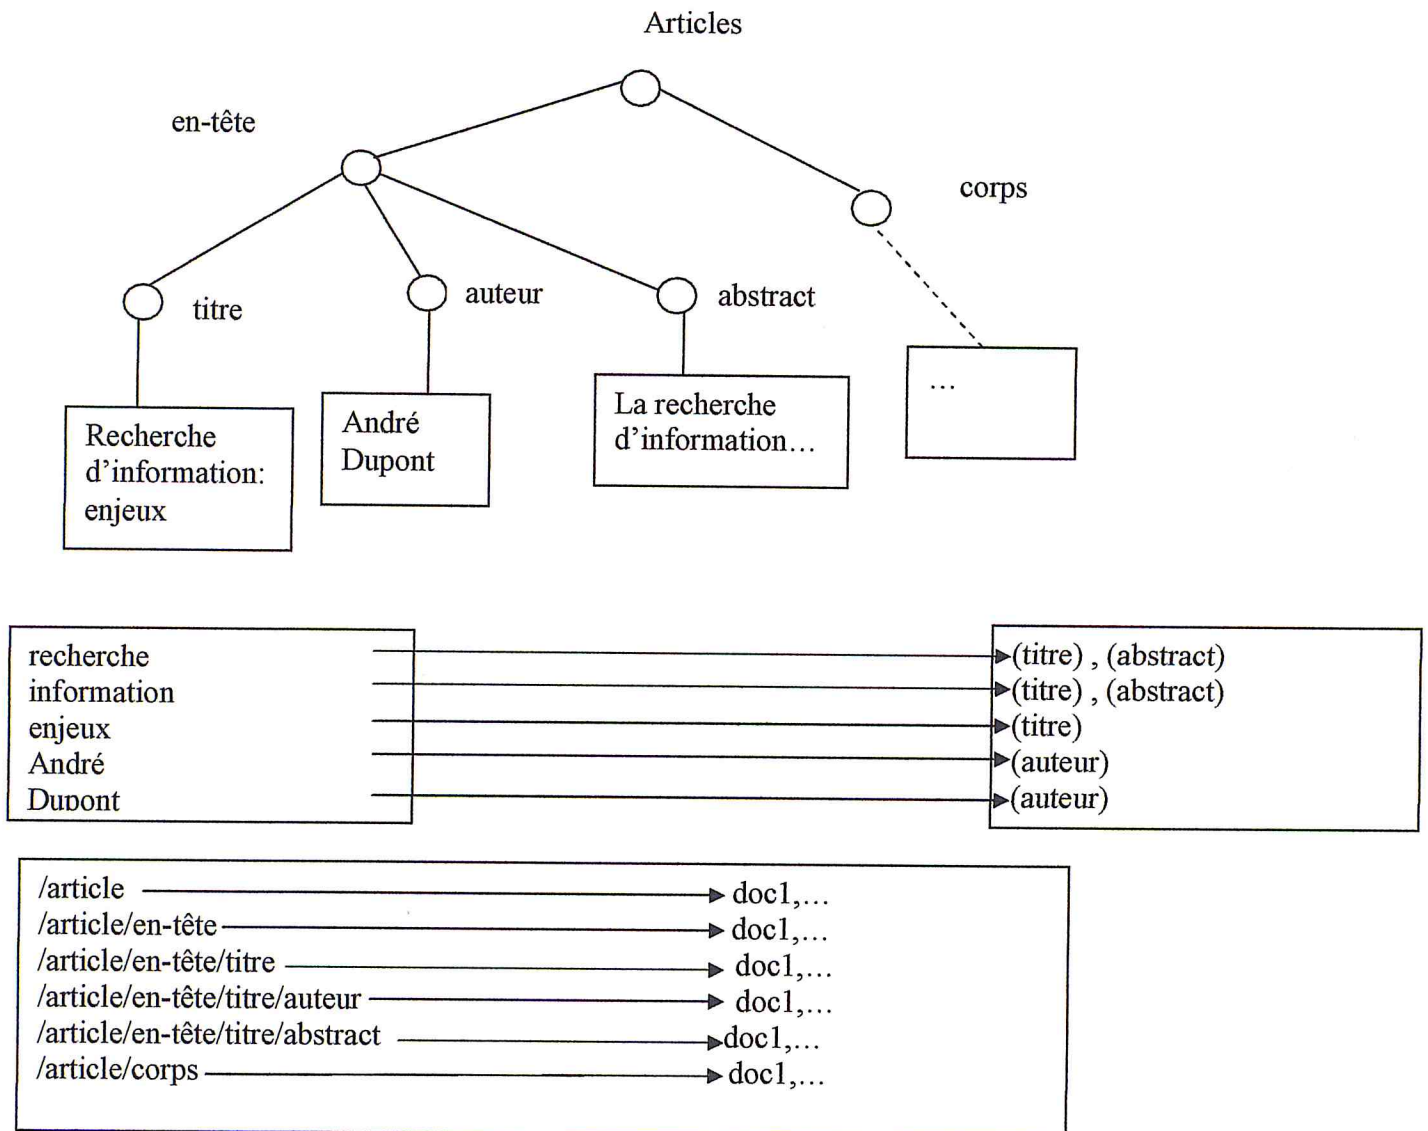 Articles
en-tête
corps
titre
auteur
abstract
Recherche
d'information:
enjeux
André
Dupont
La recherche
d'information…
…
recherche
information
enjeux
André
Dupont
(titre) , (abstract)
(titre) , (abstract)
(titre)
(auteur)
(auteur)
/article doc1,…
/article/en-tête doc1,…
/article/en-tête/titre doc1,…
/article/en-tête/titre/auteur doc1,…
/article/en-tête/titre/abstract doc1,…
/article/corps doc1,…